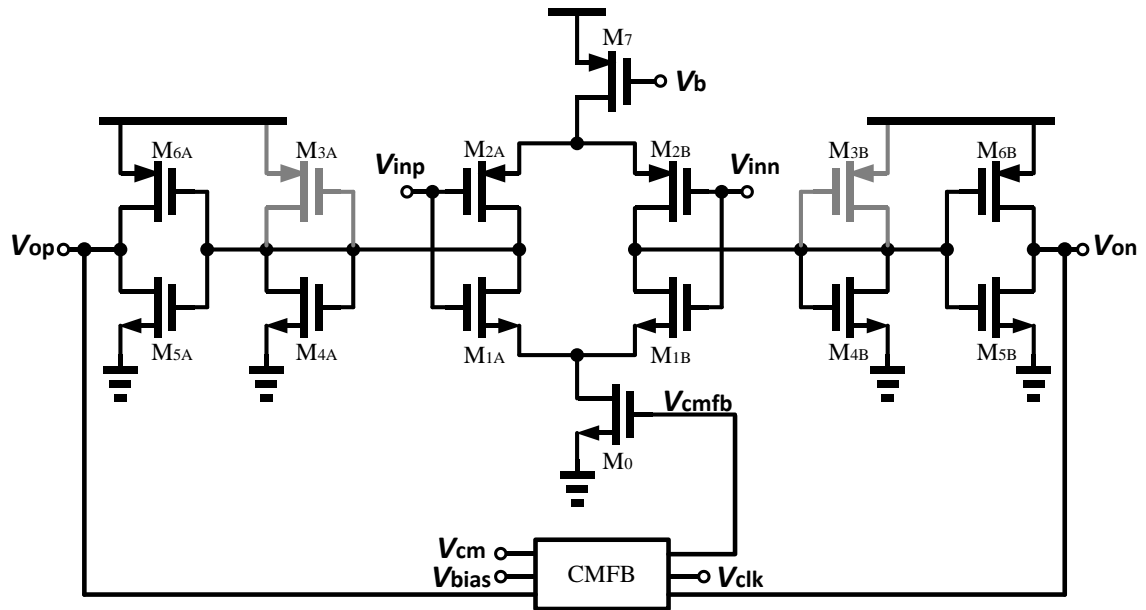 M7
Vb
M6A
M3A
Vinp
M2A
M2B
Vinn
M3B
M6B
Vop
Von
M5A
M4A
M1A
M1B
M4B
M5B
Vcmfb
M0
Vcm
Vbias
CMFB
Vclk